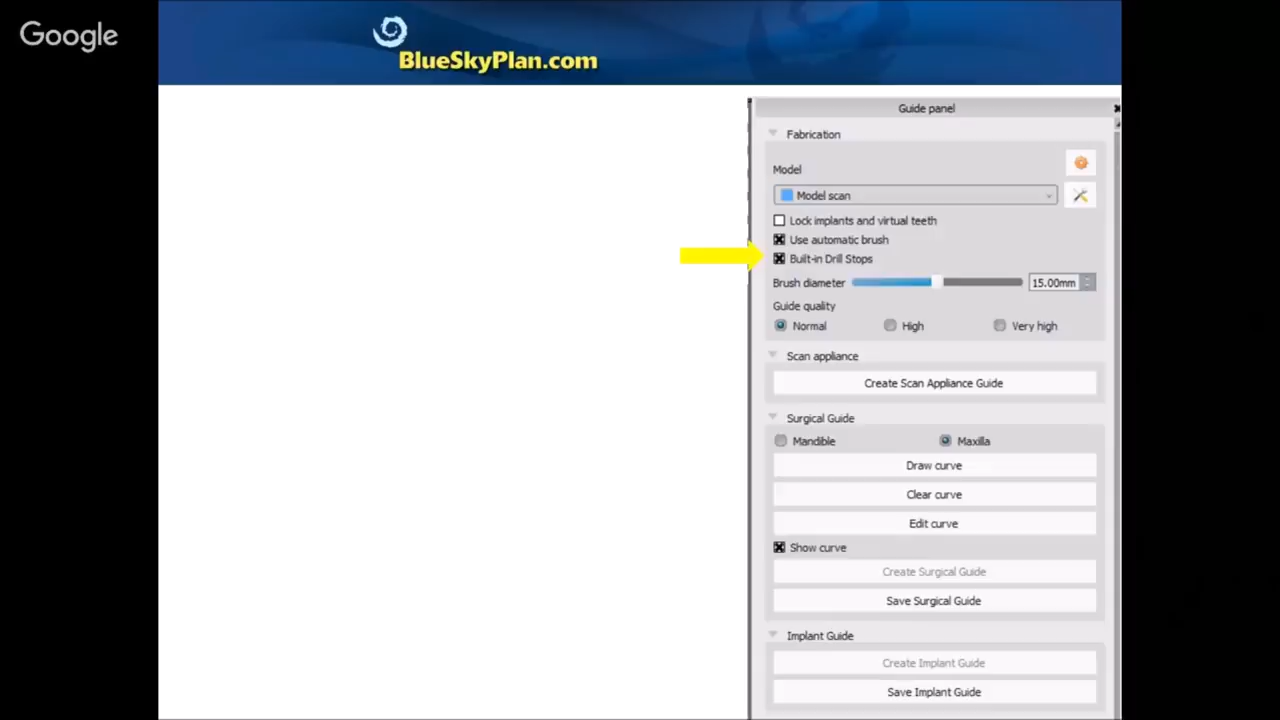 Google
BlueSkyPlan.com
Guide panel
Fabrication
Model
Model scan
Lock implants and virtual teeth
Use automatic brush
Built-in Drill Stops
Brush diameter 15.00mm
Guide quality
Normal High Very high
Scan appliance
Create Scan Appliance Guide
Surgical Guide
Mandible Maxilla
Draw curve
Clear curve
Edit curve
Show curve
Create Surgical Guide
Save Surgical Guide
Implant Guide
Create Implant Guide
Save Implant Guide